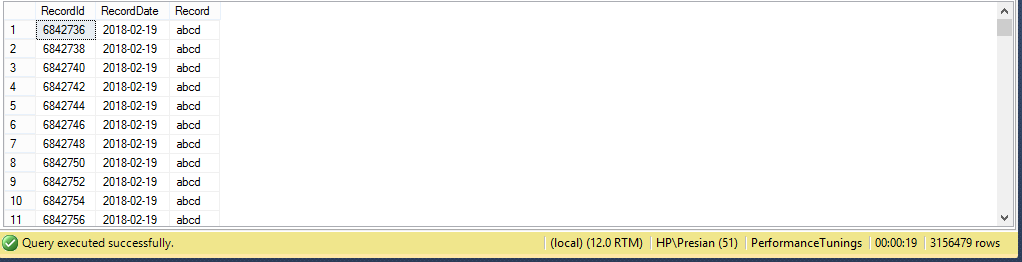 RecordId RecordDate Record
1 6842736 2018-02-19 abcd
2 6842738 2018-02-19 abcd
3 6842740 2018-02-19 abcd
4 6842742 2018-02-19 abcd
5 6842744 2018-02-19 abcd
6 6842746 2018-02-19 abcd
7 6842748 2018-02-19 abcd
8 6842750 2018-02-19 abcd
9 6842752 2018-02-19 abcd
10 6842754 2018-02-19 abcd
11 6842756 2018-02-19 abcd
Query executed successfully. (local) (12.0 RTM) HP\Presian (51) PerformanceTunings 00:00:19 3156479 rows